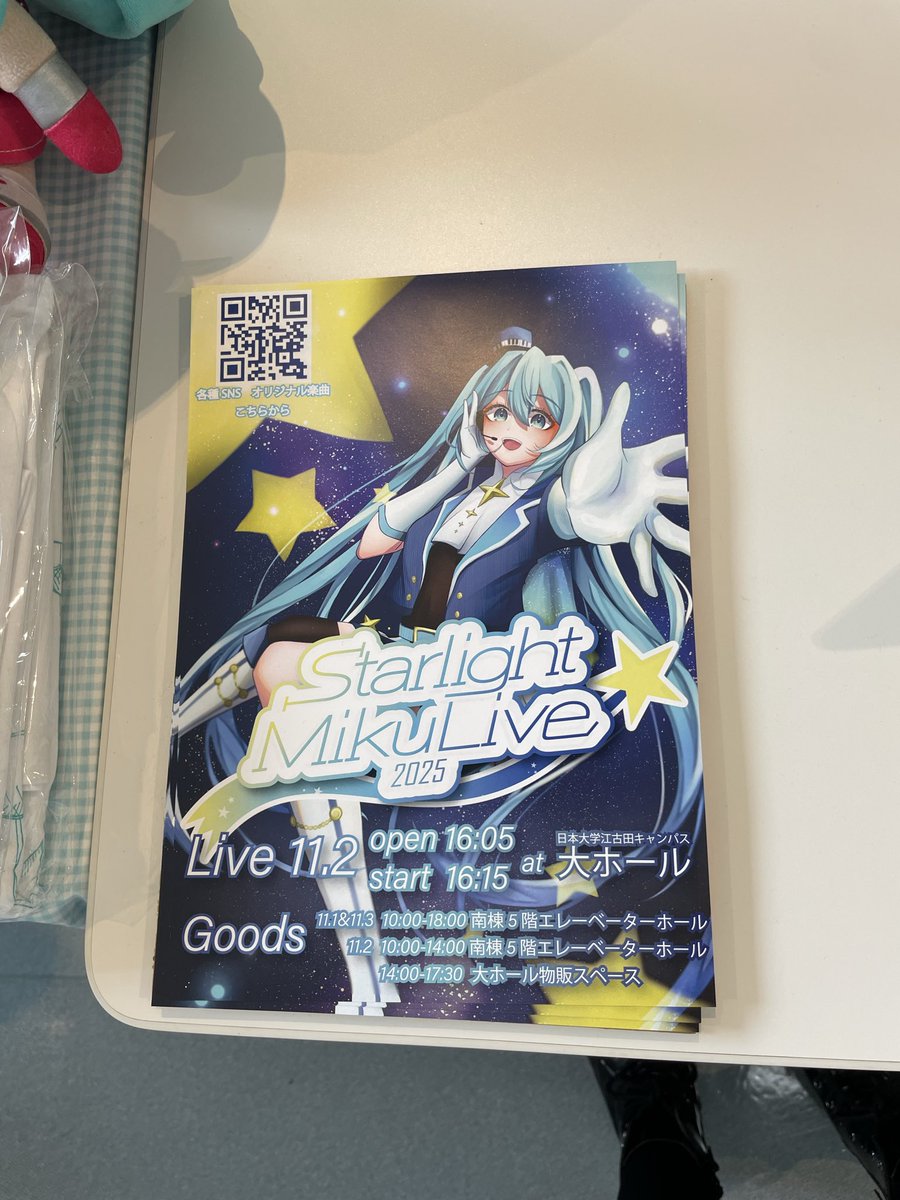 各種SNS オリジナル楽曲
こちらから
Starlight
MikuLive
2025
Live 11.2 open 16:05
start 16:15 at 日本大学江古田キャンパス
大ホール
Goods 11.1&11.3 10:00-18:00 南棟5階エレーベーターホール
11.2 10:00-14:00 南棟5階エレーベーターホール
14:00-17:30 大ホール物販スペース